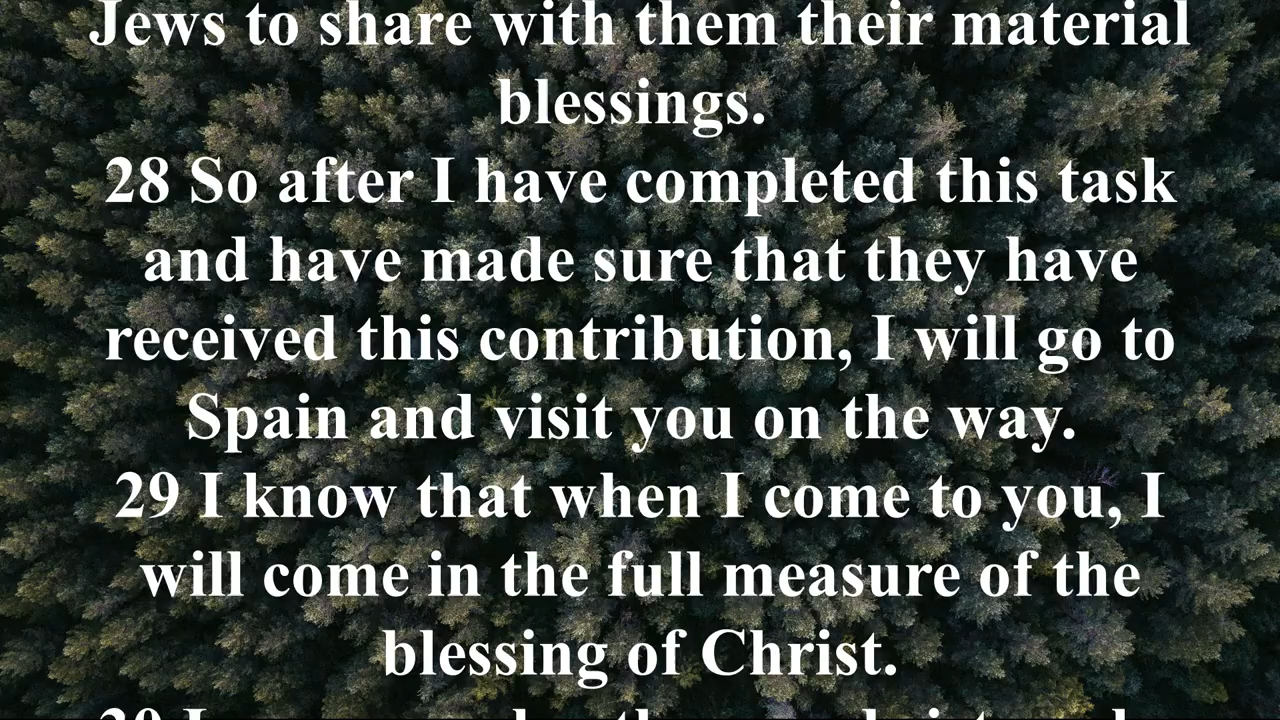 Jews to share with them their material
blessings.
28 So after I have completed this task
and have made sure that they have
received this contribution, I will go to
Spain and visit you on the way.
29 I know that when I come to you, I
will come in the full measure of the
blessing of Christ.
30 I